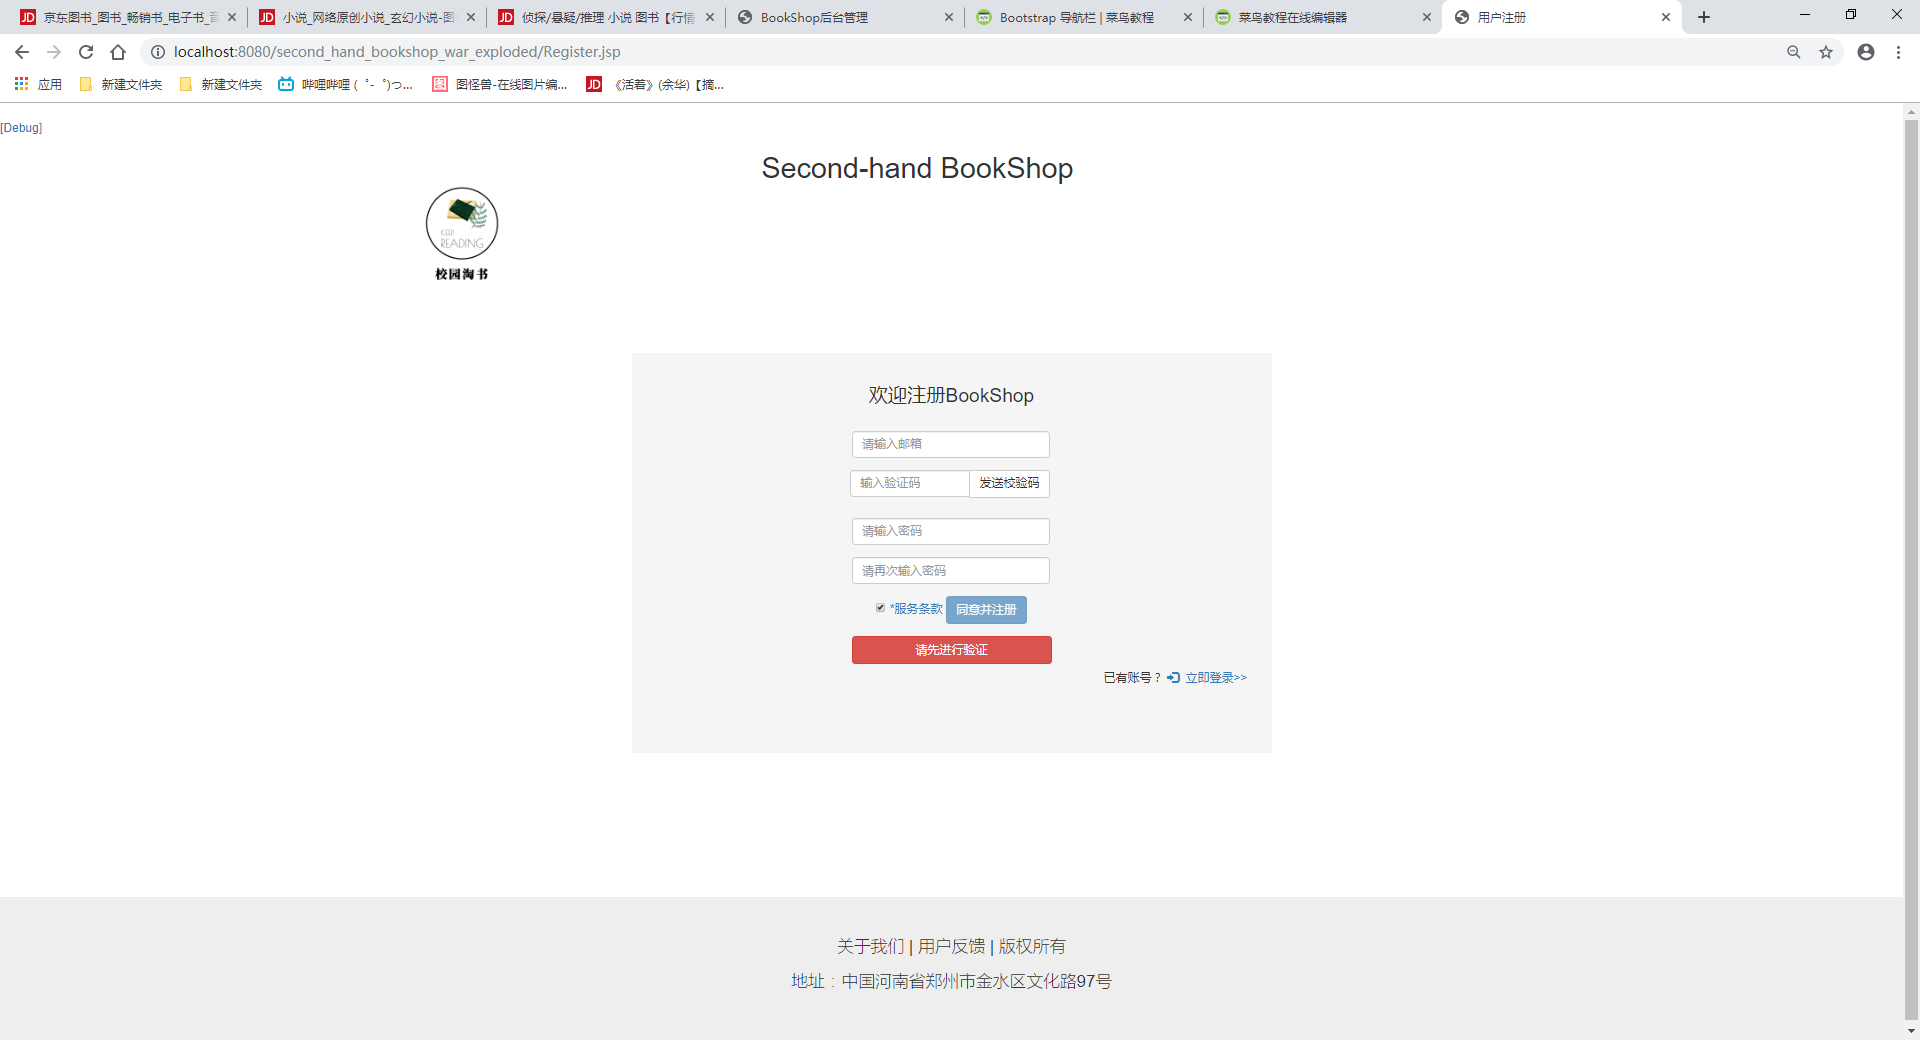 京东图书_图书_畅销书_电子书_音
小说_网络原创小说_玄幻小说-图书
侦探/悬疑/推理 小说 图书【行情
BookShop后台管理
Bootstrap 导航栏 | 菜鸟教程
菜鸟教程在线编辑器
用户注册
localhost:8080/second_hand_bookshop_war_exploded/Register.jsp
应用
新建文件夹
新建文件夹
哔哩哔哩 ( ゜- ゜)つ...
图怪兽-在线图片编...
JD
《活着》(余华)【摘...
[Debug]
Second-hand BookShop
KEEP
READING
校园淘书
欢迎注册BookShop
请输入邮箱
输入验证码
发送校验码
请输入密码
请再次输入密码
*服务条款
同意并注册
请先进行验证
已有账号？ 立即登录>>
关于我们 | 用户反馈 | 版权所有
地址：中国河南省郑州市金水区文化路97号